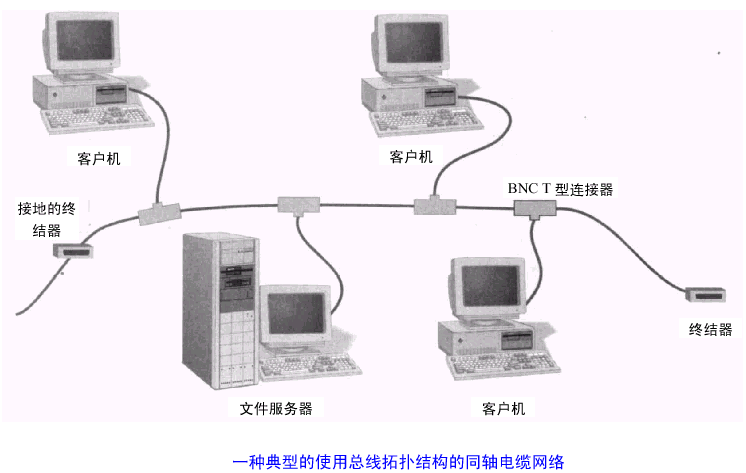 客户机
客户机
BNC T 型连接器
接地的终
结器
终结器
文件服务器
客户机
一种典型的使用总线拓扑结构的同轴电缆网络